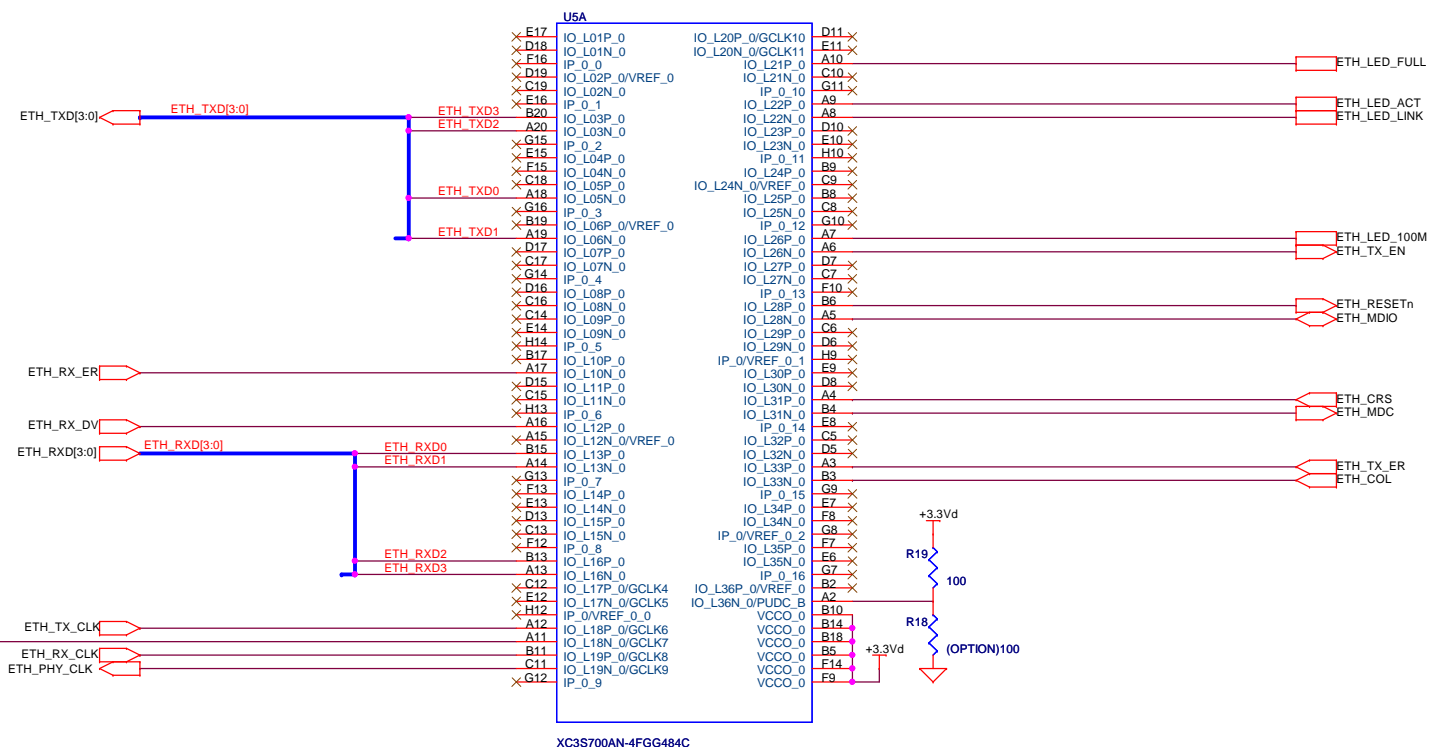 U5A
E17 IO_L01P_0 IO_L20P_0/GCLK10 D11
D18 IO_L01N_0 IO_L20N_0/GCLK11 E11
F16 IP_0_0 IO_L21P_0 A10 ETH_LED_FULL
D19 IO_L02P_0/VREF_0 IO_L21N_0 C10
C19 IO_L02N_0 IP_0_10 G11
E16 IP_0_1 IO_L22P_0 A9 ETH_LED_ACT
ETH_TXD[3:0] ETH_TXD[3:0] ETH_TXD3 B20 IO_L03P_0 IO_L22N_0 A8 ETH_LED_LINK
ETH_TXD2 A20 IO_L03N_0 IO_L23P_0 D10
G15 IP_0_2 IO_L23N_0 E10
E15 IO_L04P_0 IP_0_11 H10
F15 IO_L04N_0 IO_L24P_0 B9
C18 IO_L05P_0 IO_L24N_0/VREF_0 C9
ETH_TXD0 A18 IO_L05N_0 IO_L25P_0 B8
G16 IP_0_3 IO_L25N_0 C8
B19 IO_L06P_0/VREF_0 IP_0_12 G10
ETH_TXD1 A19 IO_L06N_0 IO_L26P_0 A7 ETH_LED_100M
D17 IO_L07P_0 IO_L26N_0 A6 ETH_TX_EN
C17 IO_L07N_0 IO_L27P_0 D7
G14 IP_0_4 IO_L27N_0 C7
D16 IO_L08P_0 IP_0_13 F10
C16 IO_L08N_0 IO_L28P_0 B6 ETH_RESETn
C14 IO_L09P_0 IO_L28N_0 A5 ETH_MDIO
E14 IO_L09N_0 IO_L29P_0 C6
H14 IP_0_5 IO_L29N_0 D6
B17 IO_L10P_0 IP_0/VREF_0_1 H9
ETH_RX_ER A17 IO_L10N_0 IO_L30P_0 E9
D15 IO_L11P_0 IO_L30N_0 D8
C15 IO_L11N_0 IO_L31P_0 A4 ETH_CRS
H13 IP_0_6 IO_L31N_0 B4 ETH_MDC
ETH_RX_DV A16 IO_L12P_0 IP_0_14 E8
A15 IO_L12N_0/VREF_0 IO_L32P_0 C5
ETH_RXD[3:0] ETH_RXD[3:0] ETH_RXD0 B15 IO_L13P_0 IO_L32N_0 D5
ETH_RXD1 A14 IO_L13N_0 IO_L33P_0 A3 ETH_TX_ER
G13 IP_0_7 IO_L33N_0 B3 ETH_COL
F13 IO_L14P_0 IP_0_15 G9
E13 IO_L14N_0 IO_L34P_0 E7
D13 IO_L15P_0 IO_L34N_0 F8
+3.3Vd
C13 IO_L15N_0 IP_0/VREF_0_2 G8
F12 IP_0_8 IO_L35P_0 F7
ETH_RXD2 B13 IO_L16P_0 IO_L35N_0 E6 R19
ETH_RXD3 A13 IO_L16N_0 IP_0_16 G7 100
C12 IO_L17P_0/GCLK4 IO_L36P_0/VREF_0 B2
E12 IO_L17N_0/GCLK5 IO_L36N_0/PUDC_B A2
H12 IP_0/VREF_0_0 VCCO_0 B10
ETH_TX_CLK A12 IO_L18P_0/GCLK6 VCCO_0 B14 R18
A11 IO_L18N_0/GCLK7 VCCO_0 B18
ETH_RX_CLK B11 IO_L19P_0/GCLK8 VCCO_0 B5 +3.3Vd (OPTION)100
ETH_PHY_CLK C11 IO_L19N_0/GCLK9 VCCO_0 F14
G12 IP_0_9 VCCO_0 F9
XC3S700AN-4FGG484C